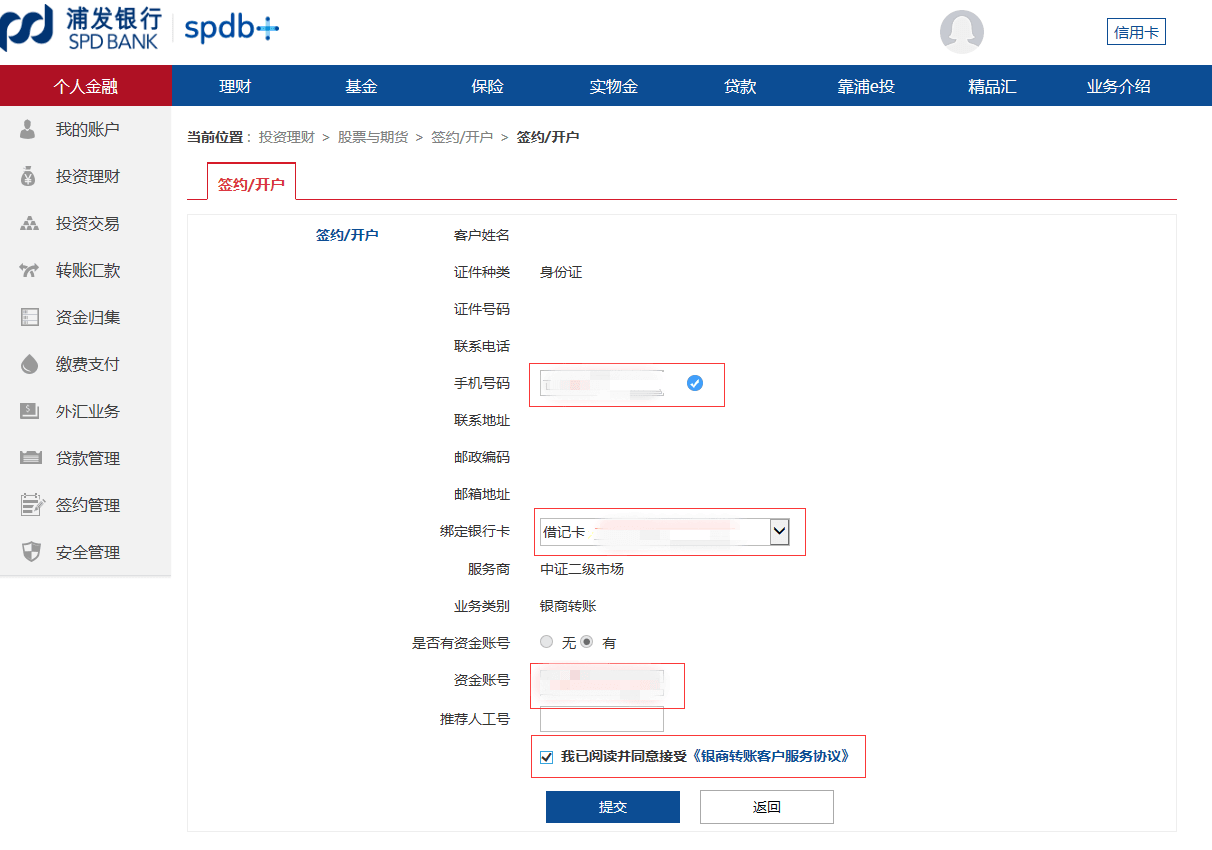 浦发银行
SPD BANK
spdb+
信用卡
个人金融 理财 基金 保险 实物金 贷款 靠浦e投 精品汇 业务介绍
我的账户
投资理财
投资交易
转账汇款
资金归集
缴费支付
外汇业务
贷款管理
签约管理
安全管理
当前位置： 投资理财 > 股票与期货 > 签约/开户 > 签约/开户
签约/开户
签约/开户
客户姓名
证件种类 身份证
证件号码
联系电话
手机号码
联系地址
邮政编码
邮箱地址
绑定银行卡 借记卡
服务商 中证二级市场
业务类别 银商转账
是否有资金账号 无 有
资金账号
推荐人工号
我已阅读并同意接受《银商转账客户服务协议》
提交 返回